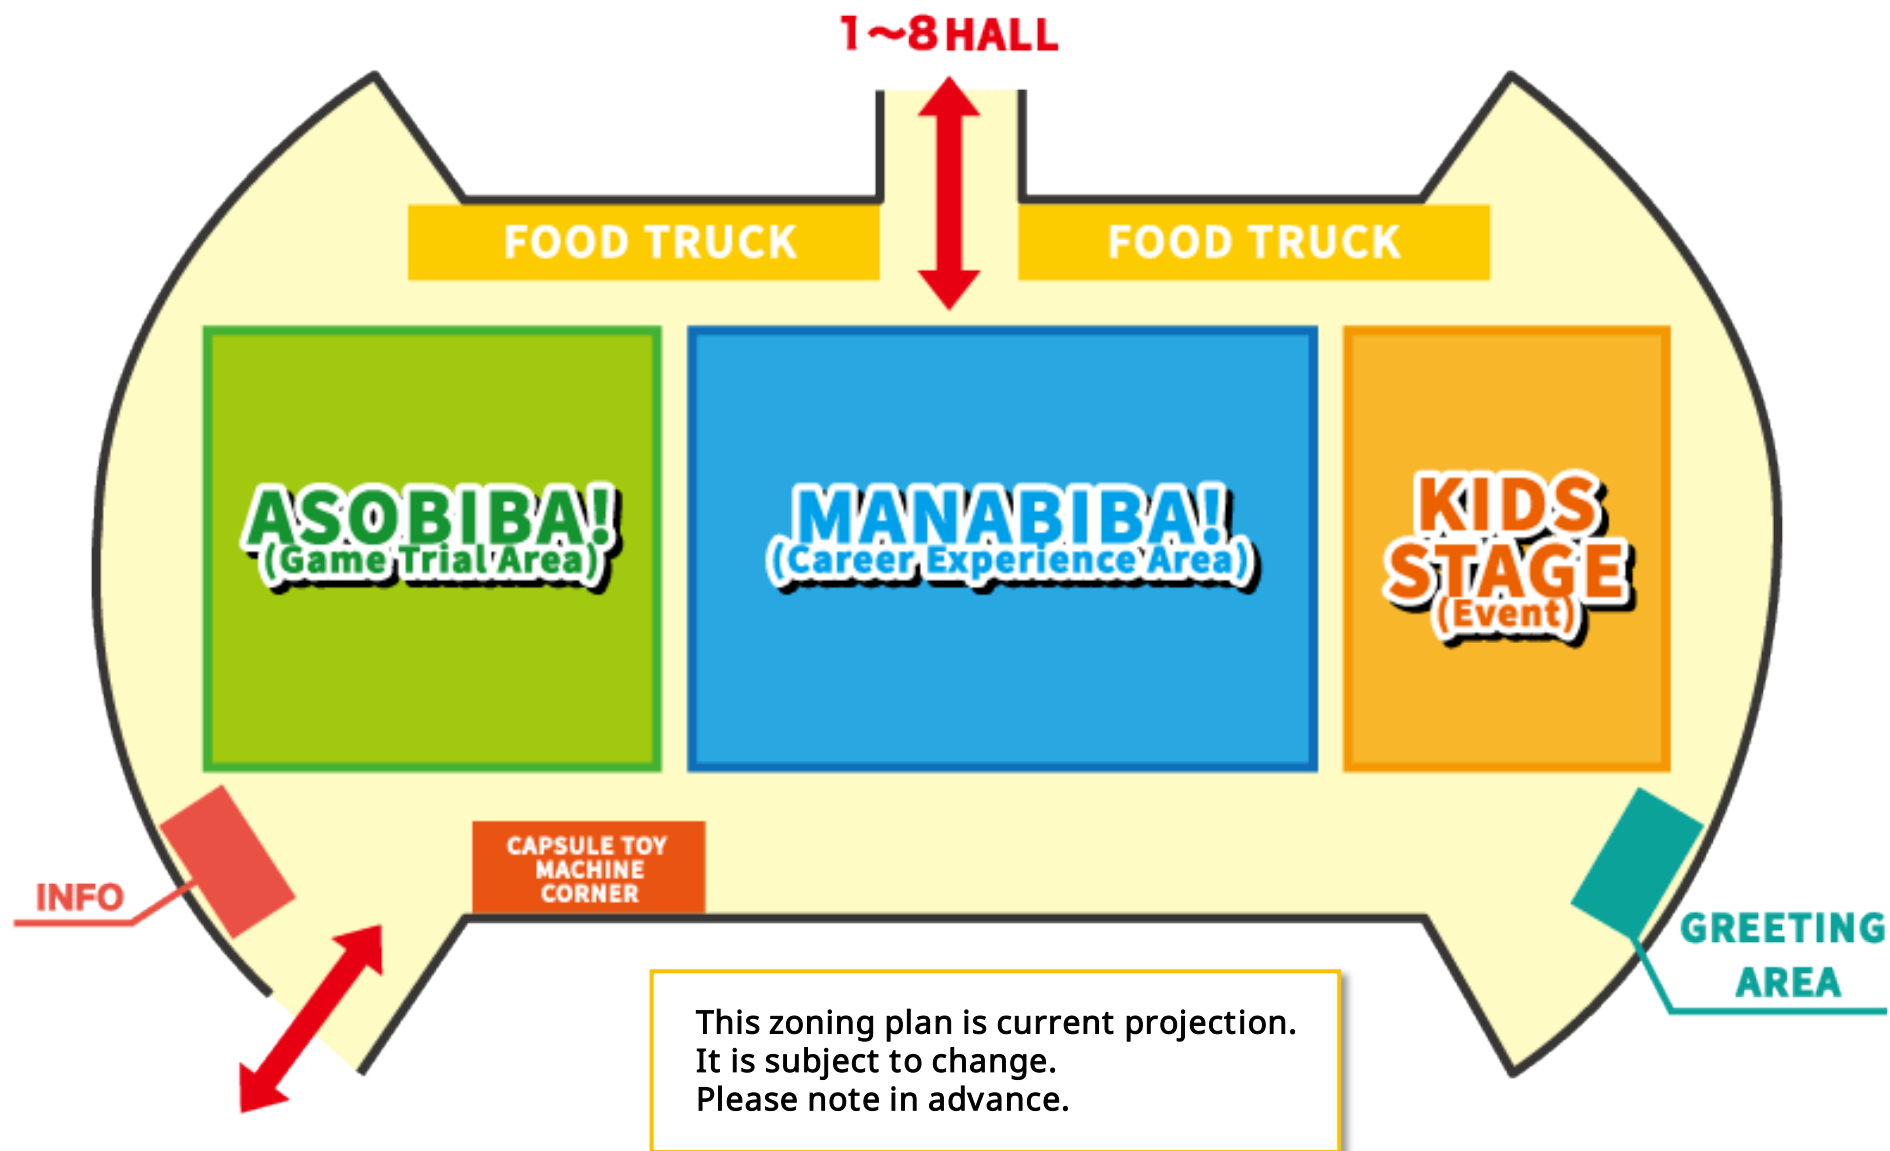 1〜8 HALL
FOOD TRUCK
FOOD TRUCK
ASOBIBA!
(Game Trial Area)
MANABIBA!
(Career Experience Area)
KIDS
STAGE
(Event)
CAPSULE TOY
MACHINE
CORNER
INFO
GREETING
AREA
This zoning plan is current projection.
It is subject to change.
Please note in advance.